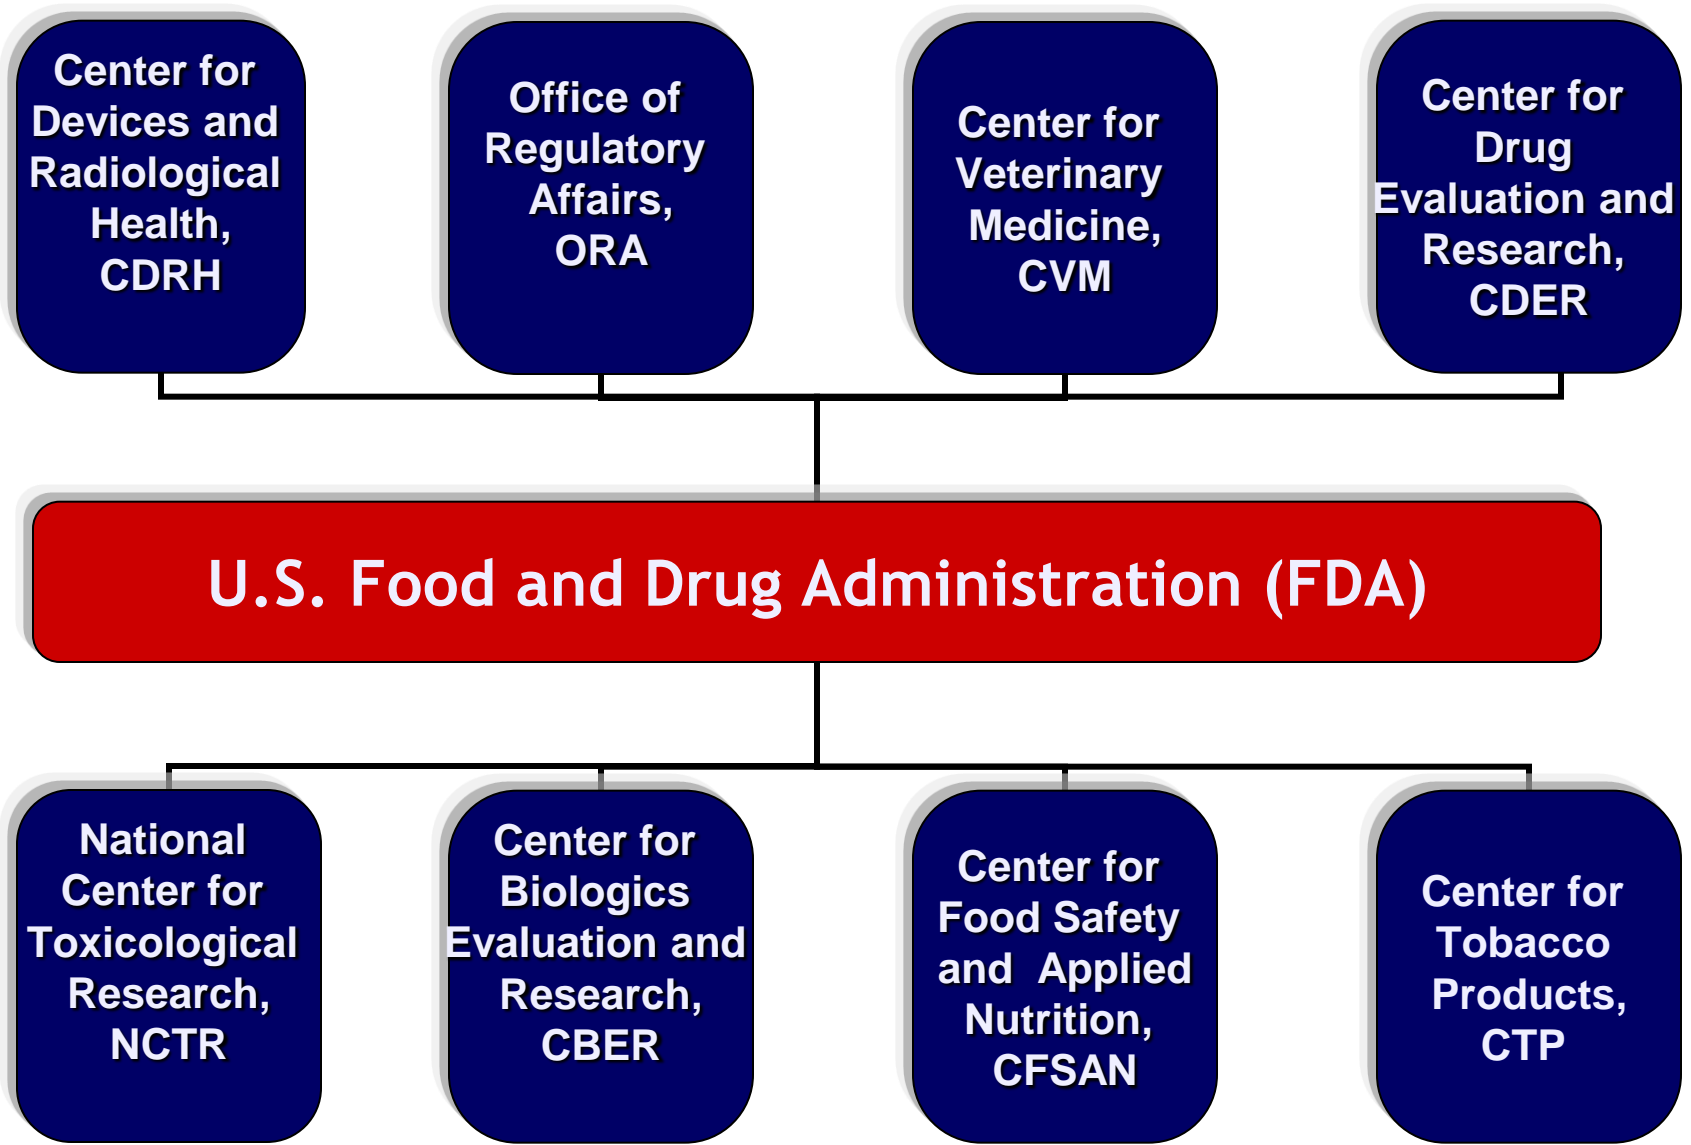 Center for
Devices and
Radiological
Health,
CDRH
Office of
Regulatory
Affairs,
ORA
Center for
Veterinary
Medicine,
CVM
Center for
Drug
Evaluation and
Research,
CDER
U.S. Food and Drug Administration (FDA)
National
Center for
Toxicological
Research,
NCTR
Center for
Biologics
Evaluation and
Research,
CBER
Center for
Food Safety
and  Applied
Nutrition,
CFSAN
Center for
Tobacco
Products,
CTP